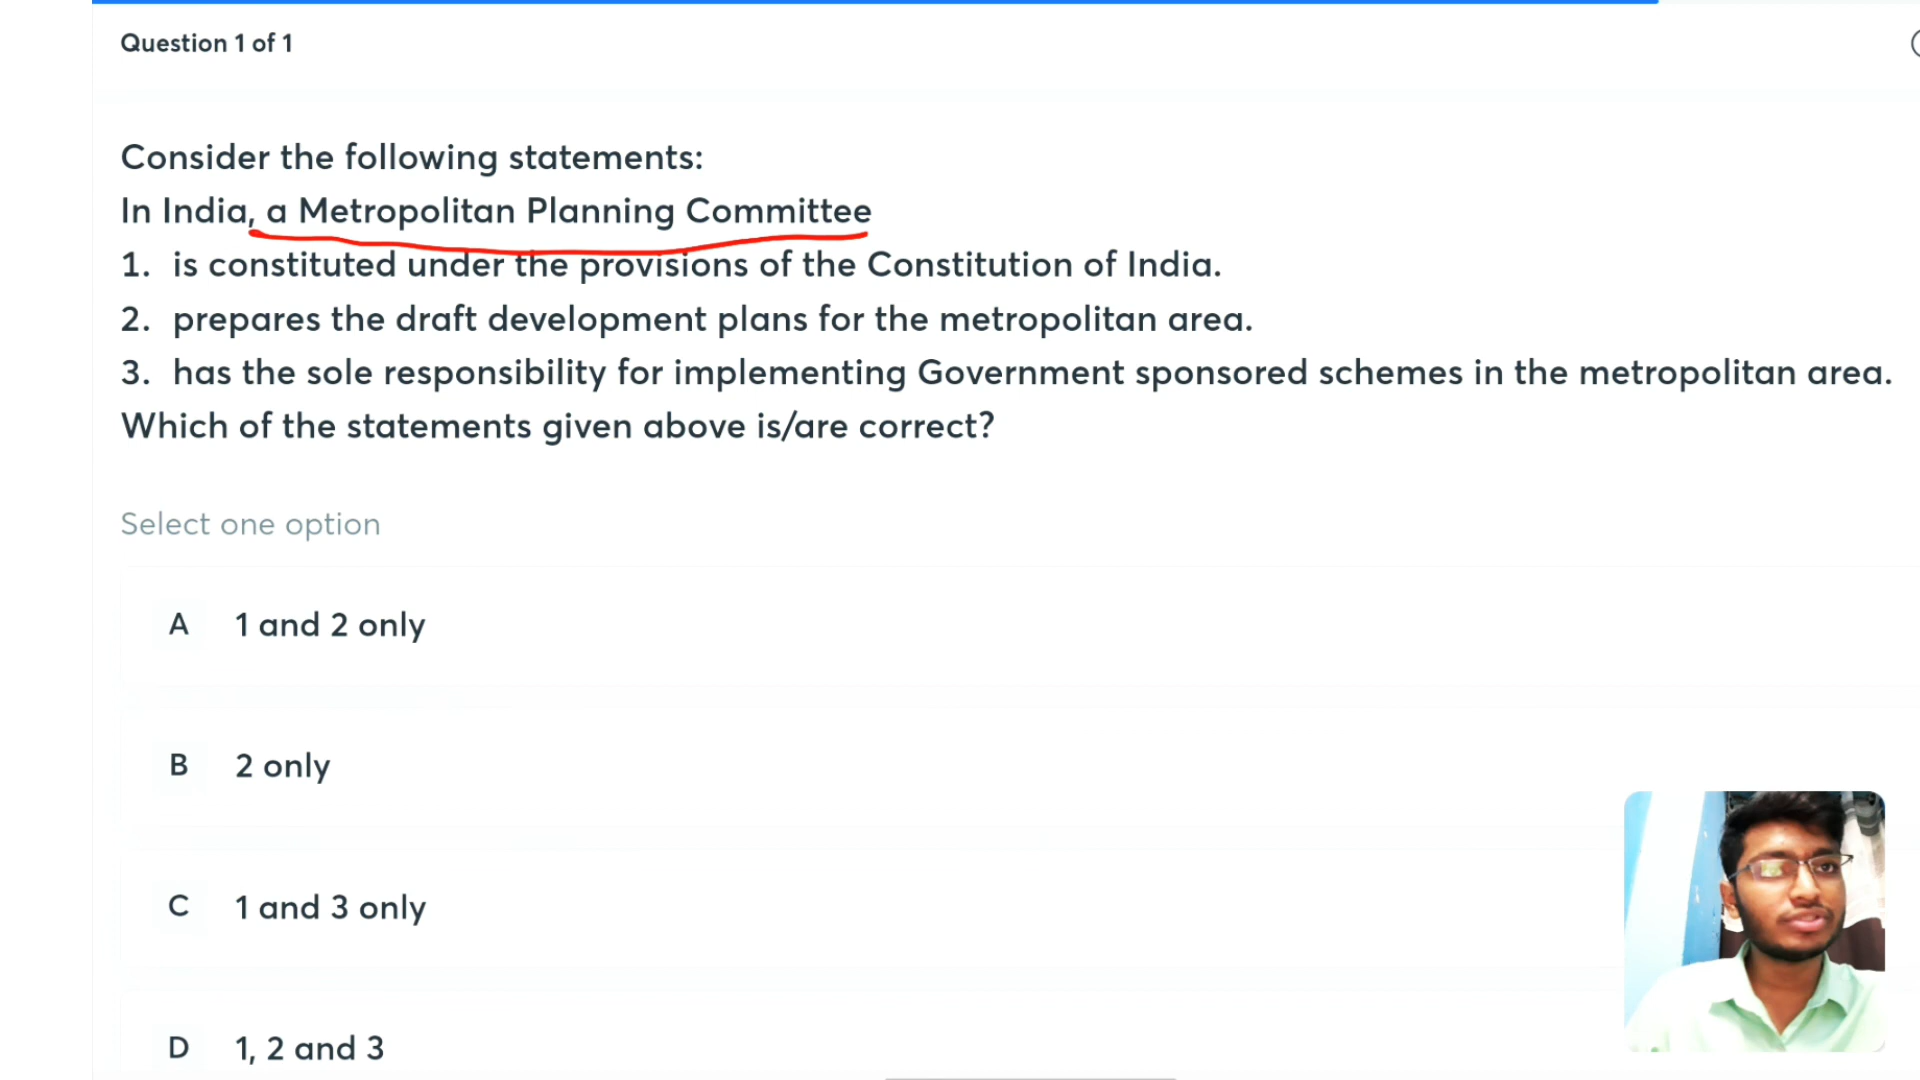 Question 1 of 1
Consider the following statements:
In India, a Metropolitan Planning Committee
1. is constituted under the provisions of the Constitution of India.
2. prepares the draft development plans for the metropolitan area.
3. has the sole responsibility for implementing Government sponsored schemes in the metropolitan area.
Which of the statements given above is/are correct?
Select one option
A 1 and 2 only
B 2 only
C 1 and 3 only
D 1, 2 and 3